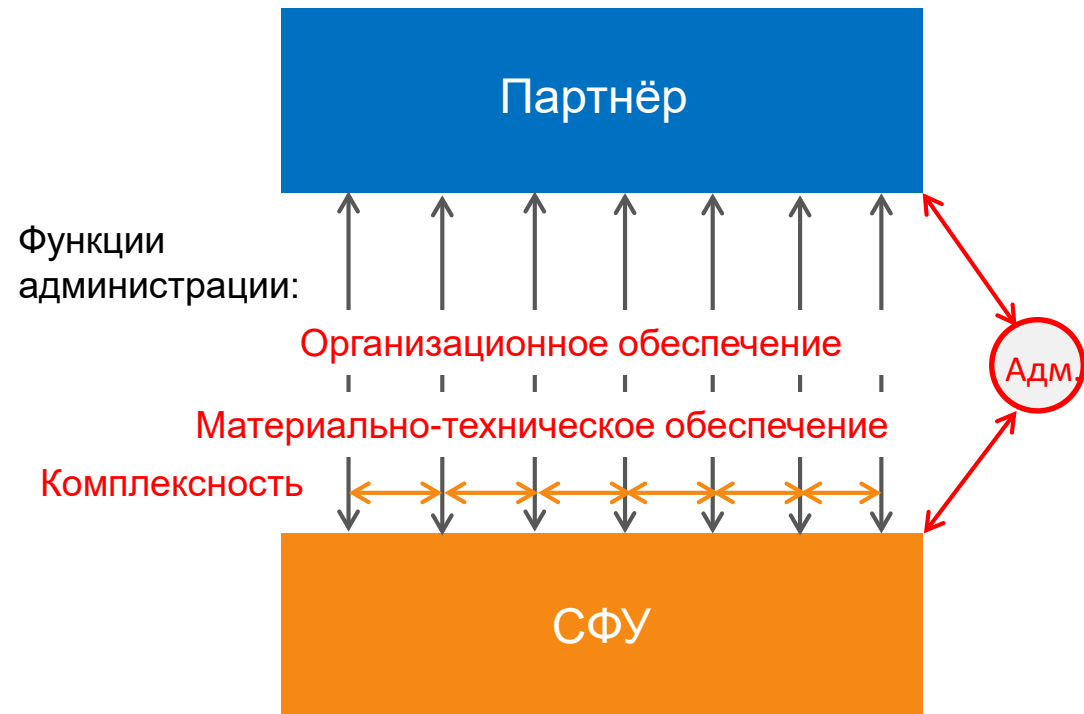 Партнёр
Функции
администрации:
Организационное обеспечение
Адм.
Материально-техническое обеспечение
Комплексность
СФУ